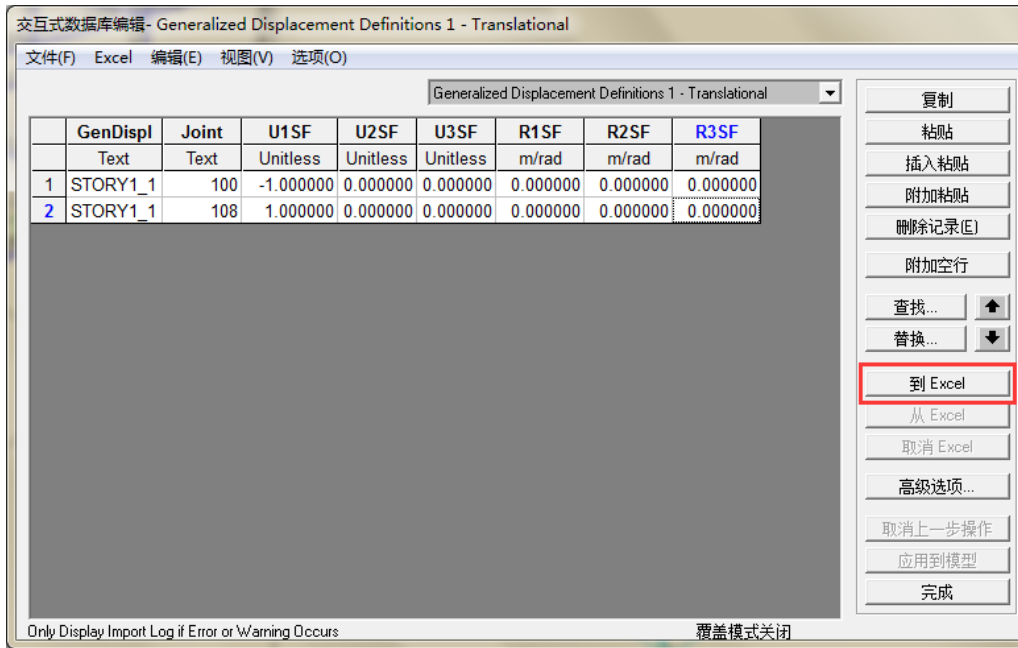 交互式数据库编辑- Generalized Displacement Definitions 1 - Translational
文件(F) Excel 编辑(E) 视图(V) 选项(O)
Generalized Displacement Definitions 1 - Translational
GenDispl Joint U1SF U2SF U3SF R1SF R2SF R3SF
Text Text Unitless Unitless Unitless m/rad m/rad m/rad
1 STORY1_1 100 -1.000000 0.000000 0.000000 0.000000 0.000000 0.000000
2 STORY1_1 108 1.000000 0.000000 0.000000 0.000000 0.000000 0.000000
复制
粘贴
插入粘贴
附加粘贴
删除记录(E)
附加空行
查找...
替换...
到 Excel
从 Excel
取消 Excel
高级选项...
取消上一步操作
应用到模型
完成
Only Display Import Log if Error or Warning Occurs 覆盖模式关闭